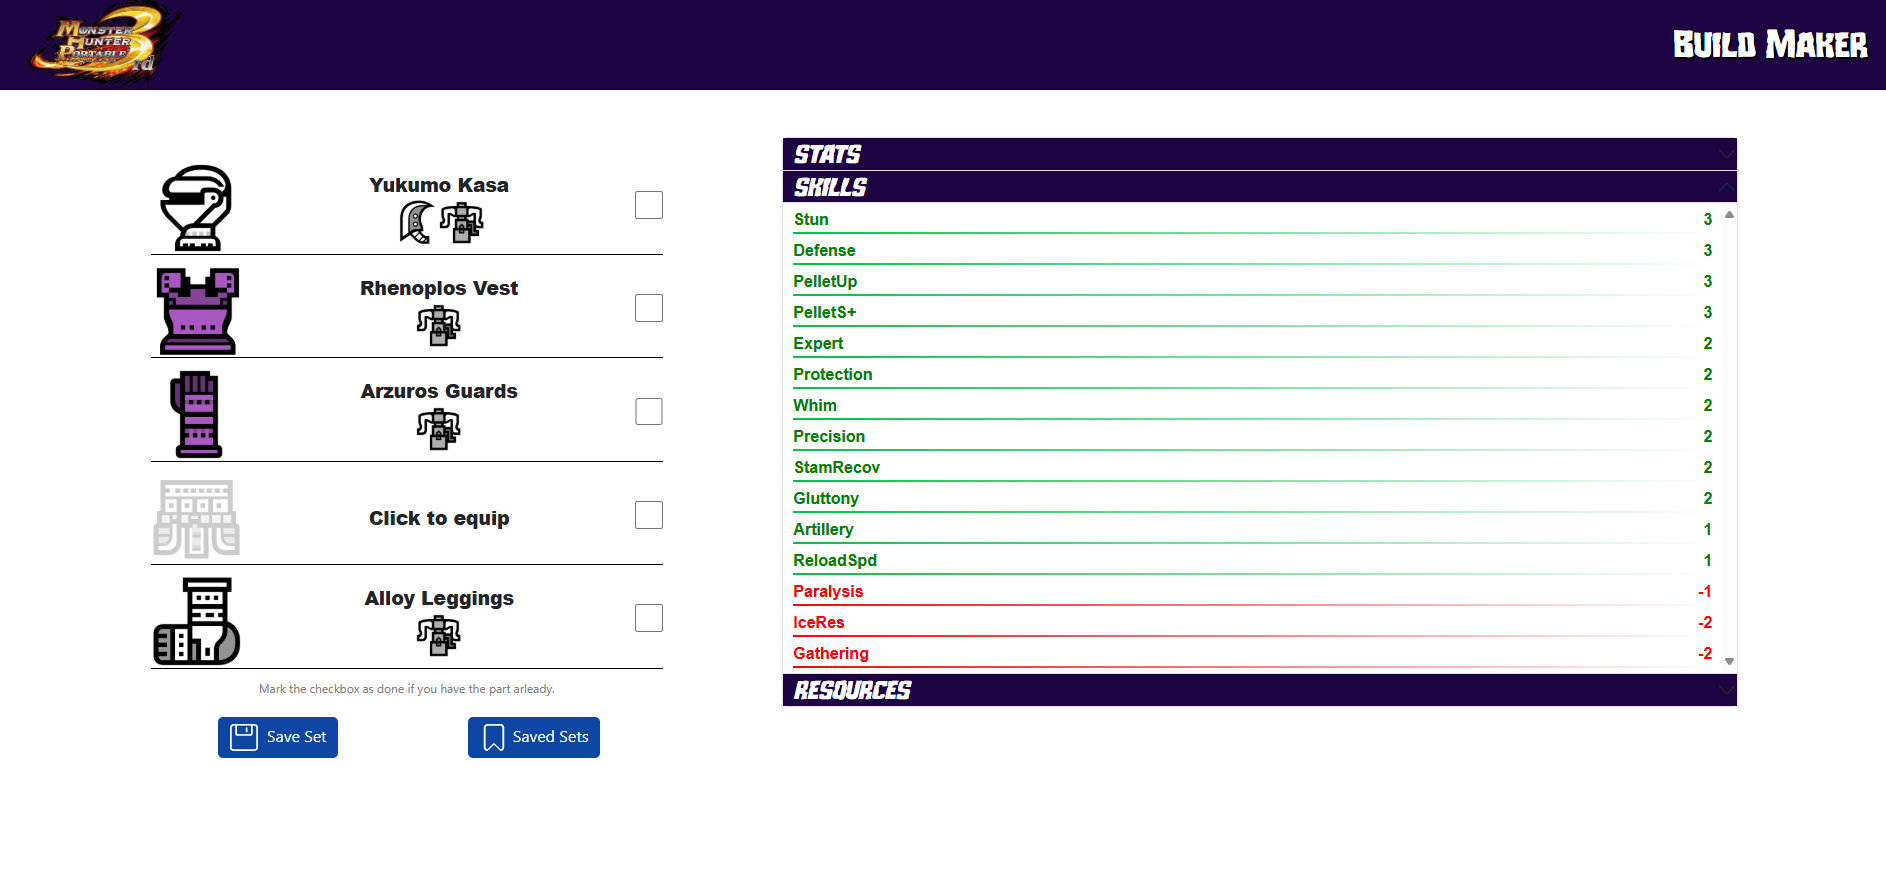 Monster
Hunter
Portable
3rd
Build Maker
Yukumo Kasa
Rhenoplos Vest
Arzuros Guards
Click to equip
Alloy Leggings
Mark the checkbox as done if you have the part arleady.
Save Set
Saved Sets
STATS
SKILLS
Stun 3
Defense 3
PelletUp 3
PelletS+ 3
Expert 2
Protection 2
Whim 2
Precision 2
StamRecov 2
Gluttony 2
Artillery 1
ReloadSpd 1
Paralysis -1
IceRes -2
Gathering -2
RESOURCES